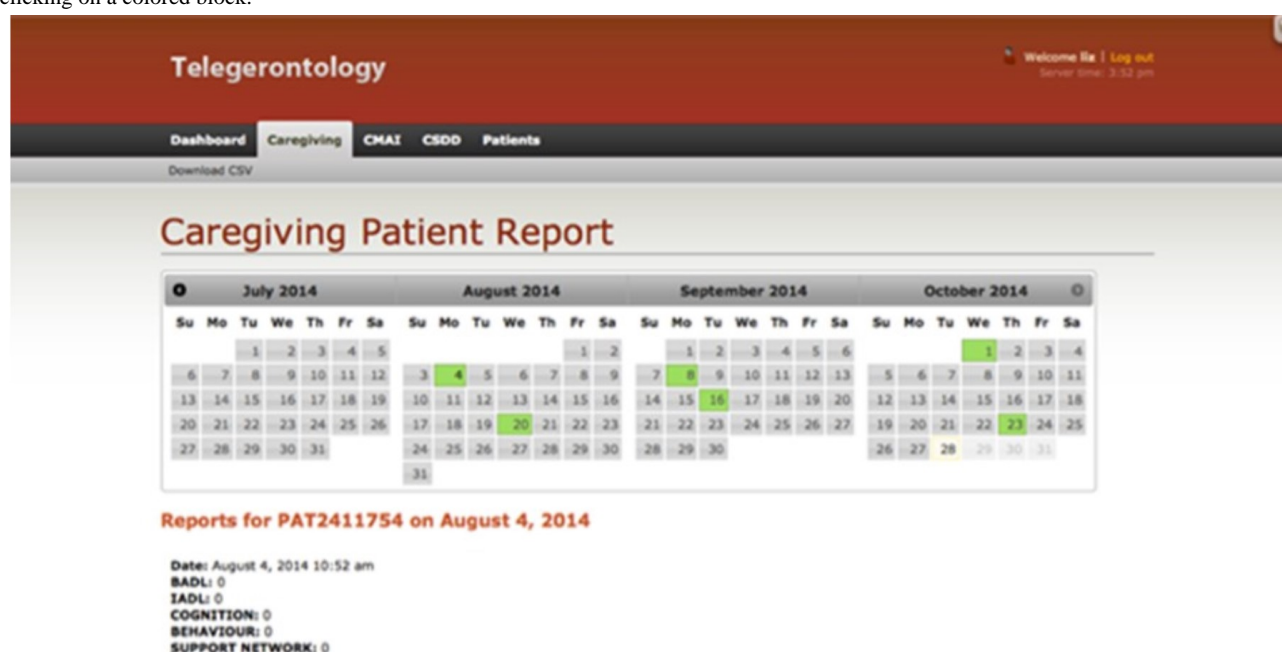 clicking on a colored block.
Telegerontology
Welcome liz | Log out
Server time: 3:52 pm
Dashboard Caregiving CMAI CSDD Patients
Download CSV
Caregiving Patient Report
July 2014 August 2014 September 2014 October 2014
Su Mo Tu We Th Fr Sa Su Mo Tu We Th Fr Sa Su Mo Tu We Th Fr Sa Su Mo Tu We Th Fr Sa
1 2 3 4 5 1 2 1 2 3 4 5 6 1 2 3 4
6 7 8 9 10 11 12 3 4 5 6 7 8 9 7 8 9 10 11 12 13 5 6 7 8 9 10 11
13 14 15 16 17 18 19 10 11 12 13 14 15 16 14 15 16 17 18 19 20 12 13 14 15 16 17 18
20 21 22 23 24 25 26 17 18 19 20 21 22 23 21 22 23 24 25 26 27 19 20 21 22 23 24 25
27 28 29 30 31 24 25 26 27 28 29 30 28 29 30 26 27 28 29 30 31
31
Reports for PAT2411754 on August 4, 2014
Date: August 4, 2014 10:52 am
BADL: 0
IADL: 0
COGNITION: 0
BEHAVIOUR: 0
SUPPORT NETWORK: 0